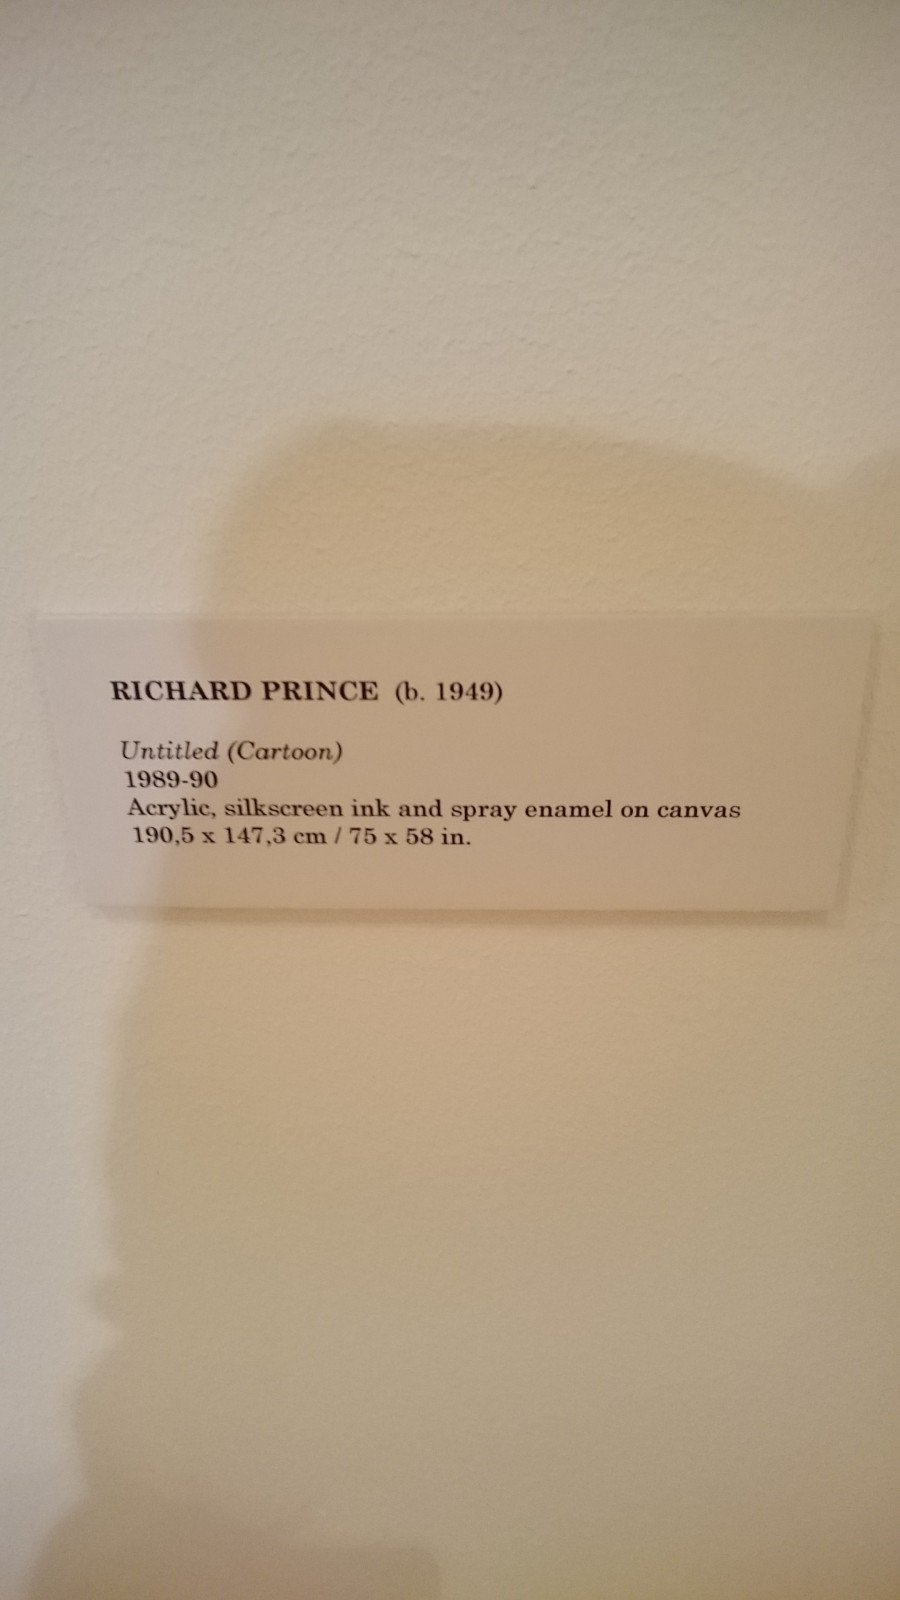 RICHARD PRINCE (b. 1949)
Untitled (Cartoon)
1989-90
Acrylic, silkscreen ink and spray enamel on canvas
190,5 x 147,3 cm / 75 x 58 in.